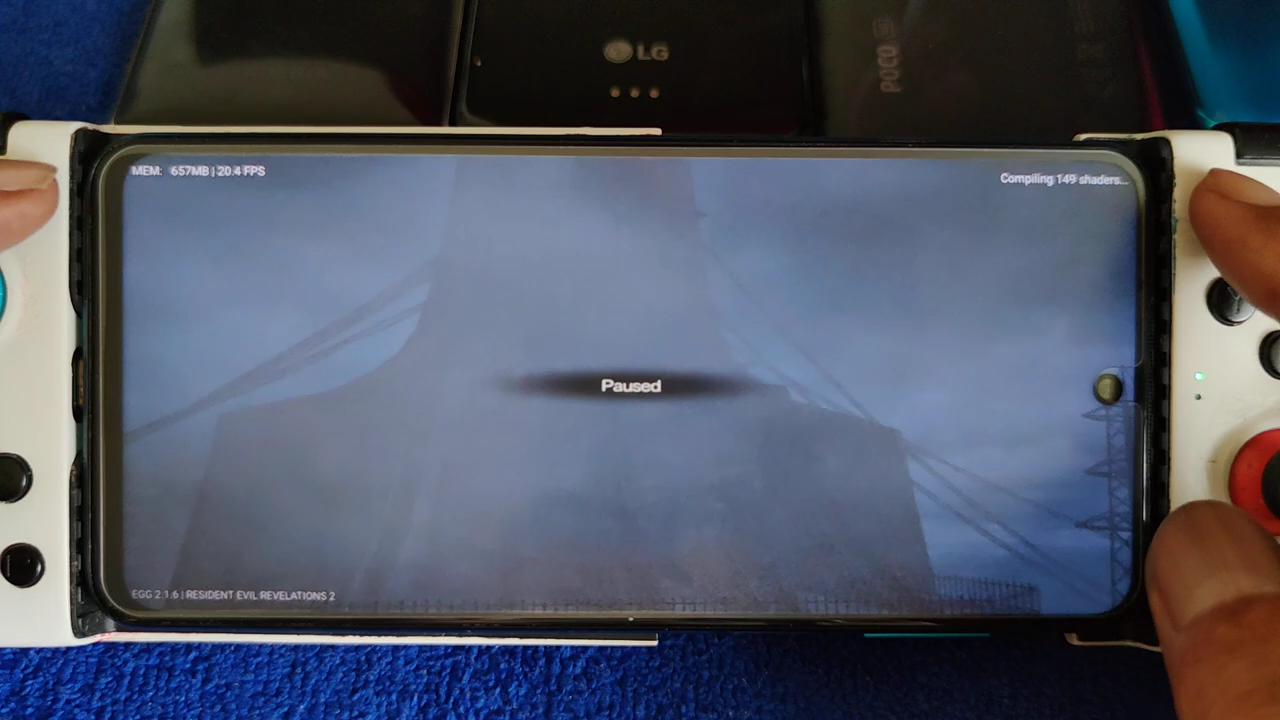 LG
POCO
MEM: 657MB | 20.4 FPS
Compiling 149 shaders...
Paused
EGG 2.1.6 | RESIDENT EVIL REVELATIONS 2